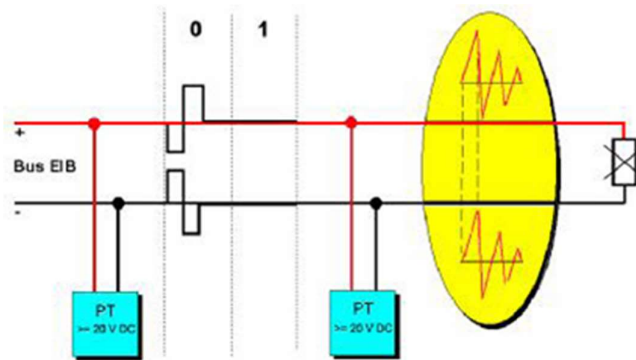 0 1
+
Bus EIB
-
PT
>= 20 V DC
PT
>= 20 V DC